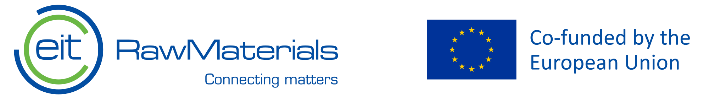 eit RawMaterials
Connecting matters
Co-funded by the
European Union